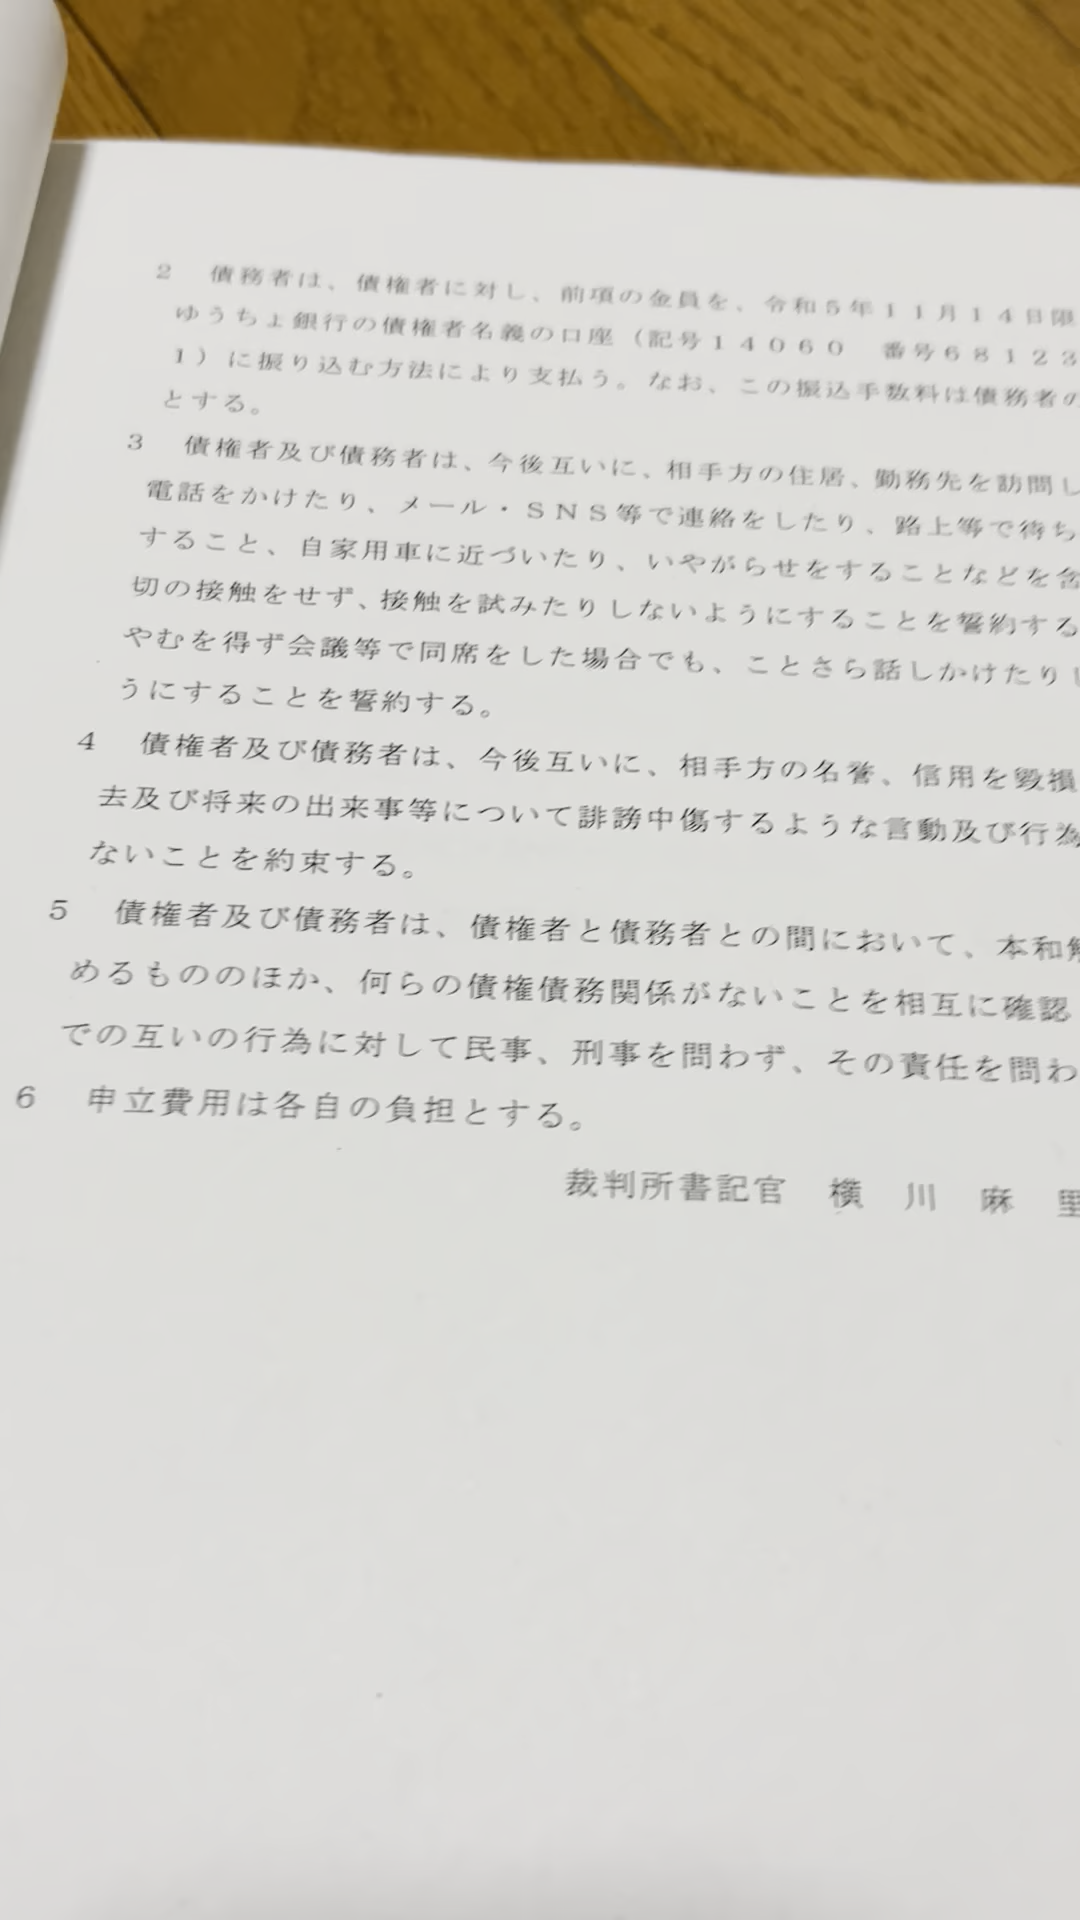 2　債務者は、債権者に対し、前項の金員を、令和5年11月14日限
ゆうちょ銀行の債権者名義の口座（記号14060　番号68123
1）に振り込む方法により支払う。なお、この振込手数料は債務者の
とする。
3　債権者及び債務者は、今後互いに、相手方の住居、勤務先を訪問し
電話をかけたり、メール・SNS等で連絡をしたり、路上等で待ち
すること、自家用車に近づいたり、いやがらせをすることなどを含
切の接触をせず、接触を試みたりしないようにすることを誓約する
やむを得ず会議等で同席をした場合でも、ことさら話しかけたりし
うにすることを誓約する。
4　債権者及び債務者は、今後互いに、相手方の名誉、信用を毀損
去及び将来の出来事等について誹謗中傷するような言動及び行為
ないことを約束する。
5　債権者及び債務者は、債権者と債務者との間において、本和解
めるもののほか、何らの債権債務関係がないことを相互に確認
での互いの行為に対して民事、刑事を問わず、その責任を問わ
6　申立費用は各自の負担とする。
裁判所書記官　横　川　麻　里